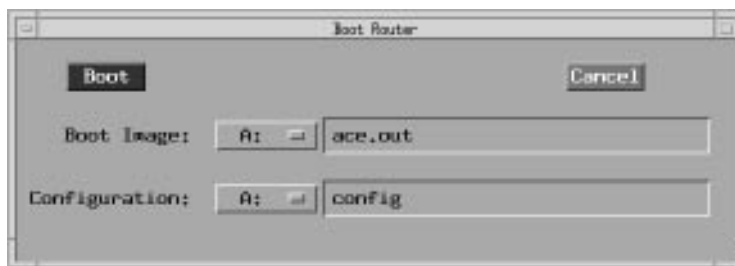 Boot Router
Boot Cancel
Boot Image: A: ace.out
Configuration: A: config